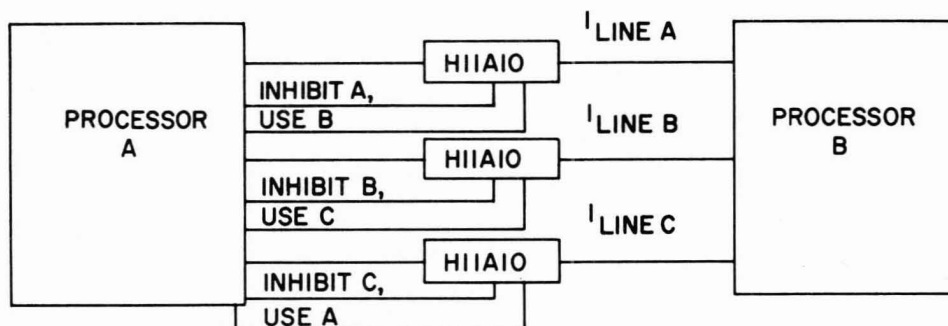 I LINE A
H11A10
INHIBIT A,
USE B
PROCESSOR
A
PROCESSOR
B
I LINE B
H11A10
INHIBIT B,
USE C
I LINE C
H11A10
INHIBIT C,
USE A